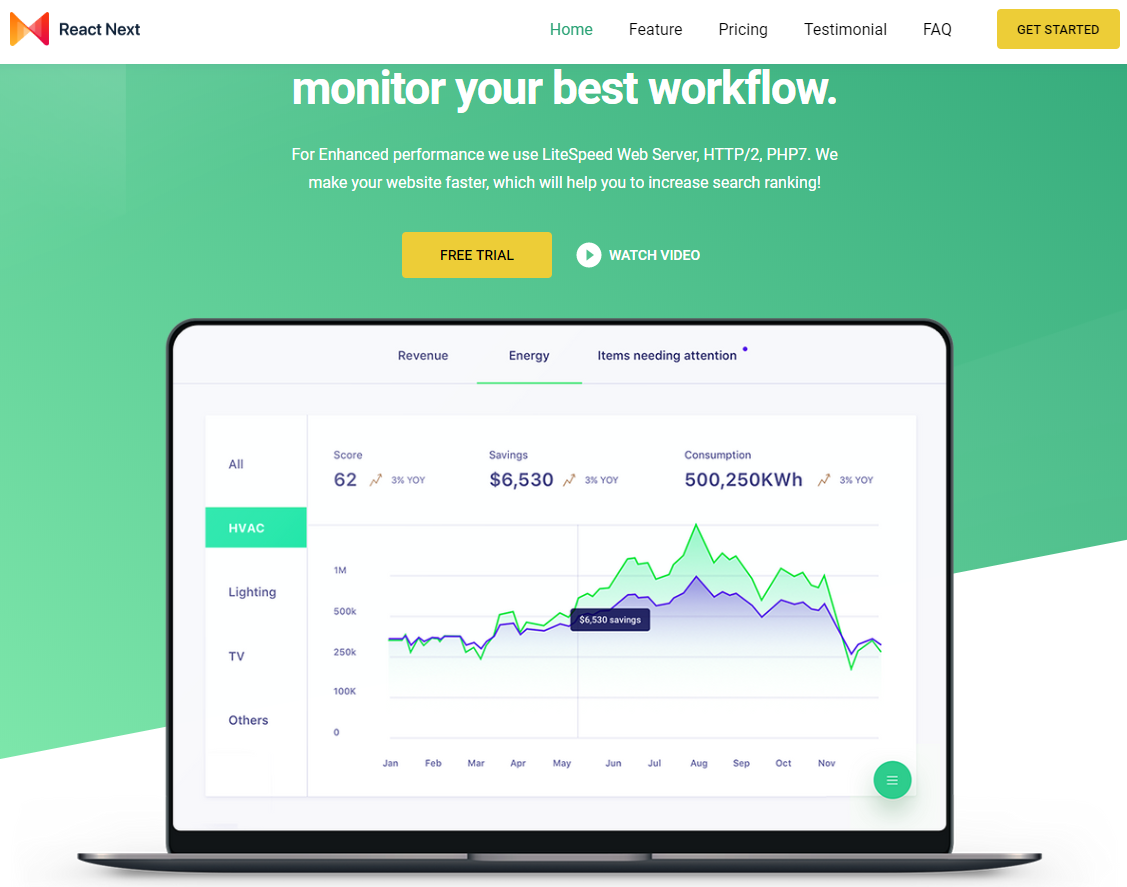 React Next
Home
Feature
Pricing
Testimonial
FAQ
GET STARTED
monitor your best workflow.
For Enhanced performance we use LiteSpeed Web Server, HTTP/2, PHP7. We
make your website faster, which will help you to increase search ranking!
FREE TRIAL
WATCH VIDEO
Revenue
Energy
Items needing attention
All
HVAC
Lighting
TV
Others
Score
62
3% YOY
Savings
$6,530
3% YOY
Consumption
500,250KWh
3% YOY
1M
500k
250k
100K
0
$6,530 savings
Jan
Feb
Mar
Apr
May
Jun
Jul
Aug
Sep
Oct
Nov